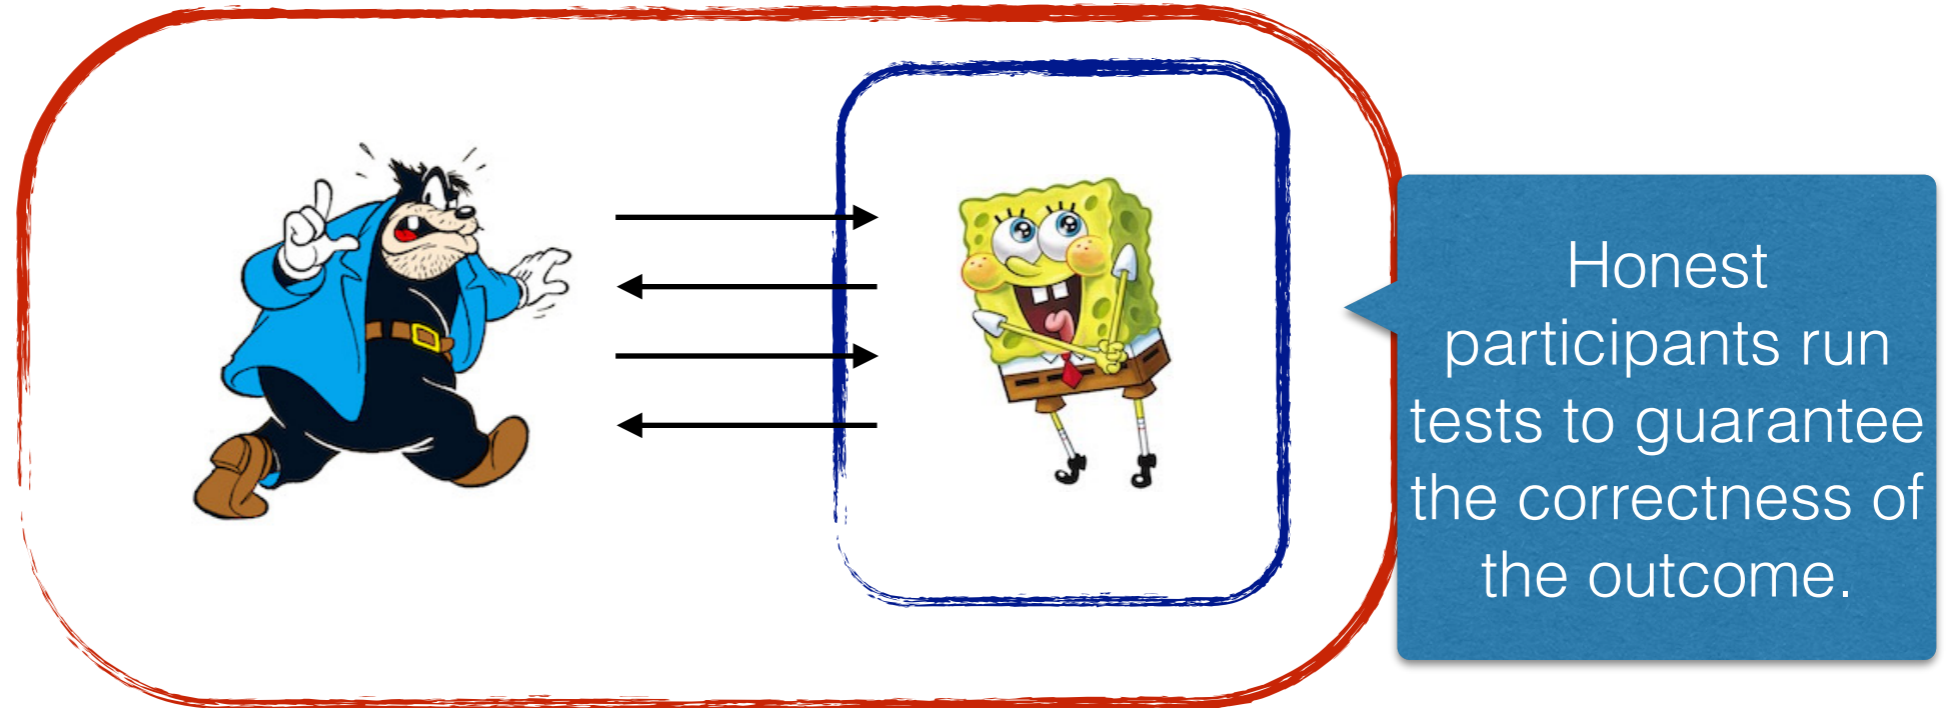 Honest
participants run
tests to guarantee
the correctness of
the outcome.